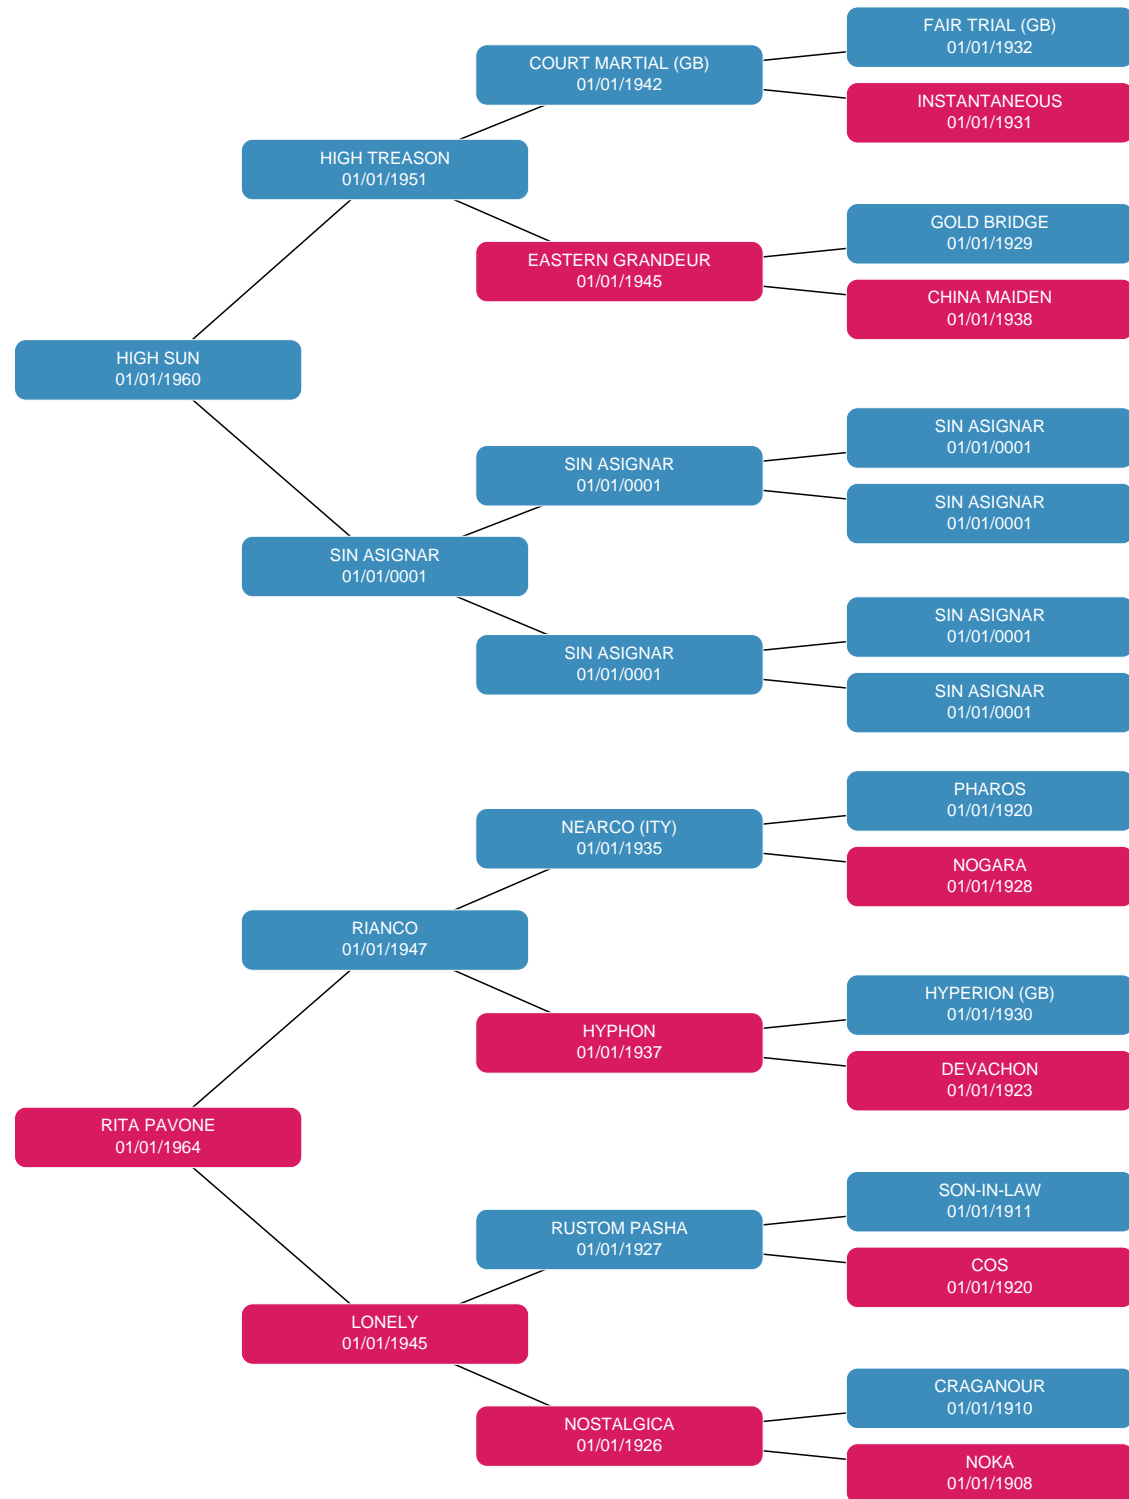 FAIR TRIAL (GB)
01/01/1932
COURT MARTIAL (GB)
01/01/1942
INSTANTANEOUS
01/01/1931
HIGH TREASON
01/01/1951
GOLD BRIDGE
01/01/1929
EASTERN GRANDEUR
01/01/1945
CHINA MAIDEN
01/01/1938
HIGH SUN
01/01/1960
SIN ASIGNAR
01/01/0001
SIN ASIGNAR
01/01/0001
SIN ASIGNAR
01/01/0001
SIN ASIGNAR
01/01/0001
SIN ASIGNAR
01/01/0001
SIN ASIGNAR
01/01/0001
SIN ASIGNAR
01/01/0001
PHAROS
01/01/1920
NEARCO (ITY)
01/01/1935
NOGARA
01/01/1928
RIANCO
01/01/1947
HYPERION (GB)
01/01/1930
HYPHON
01/01/1937
DEVACHON
01/01/1923
RITA PAVONE
01/01/1964
SON-IN-LAW
01/01/1911
RUSTOM PASHA
01/01/1927
COS
01/01/1920
LONELY
01/01/1945
CRAGANOUR
01/01/1910
NOSTALGICA
01/01/1926
NOKA
01/01/1908